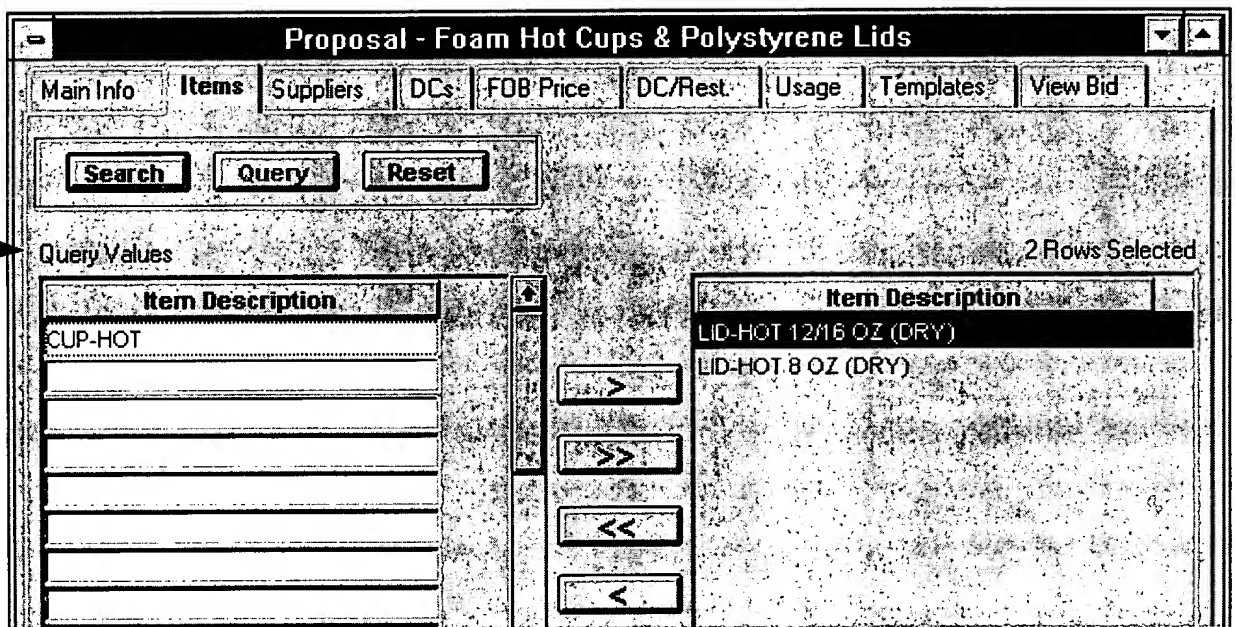 Proposal - Foam Hot Cups & Polystyrene Lids
Main Info Items Suppliers DCs FOB Price DC/Rest. Usage Templates View Bid
Search Query Reset
Query Values
2 Rows Selected
Item Description
Item Description
CUP-HOT
LID-HOT 12/16 OZ (DRY)
LID-HOT 8 OZ (DRY)
>
>>
<<
<